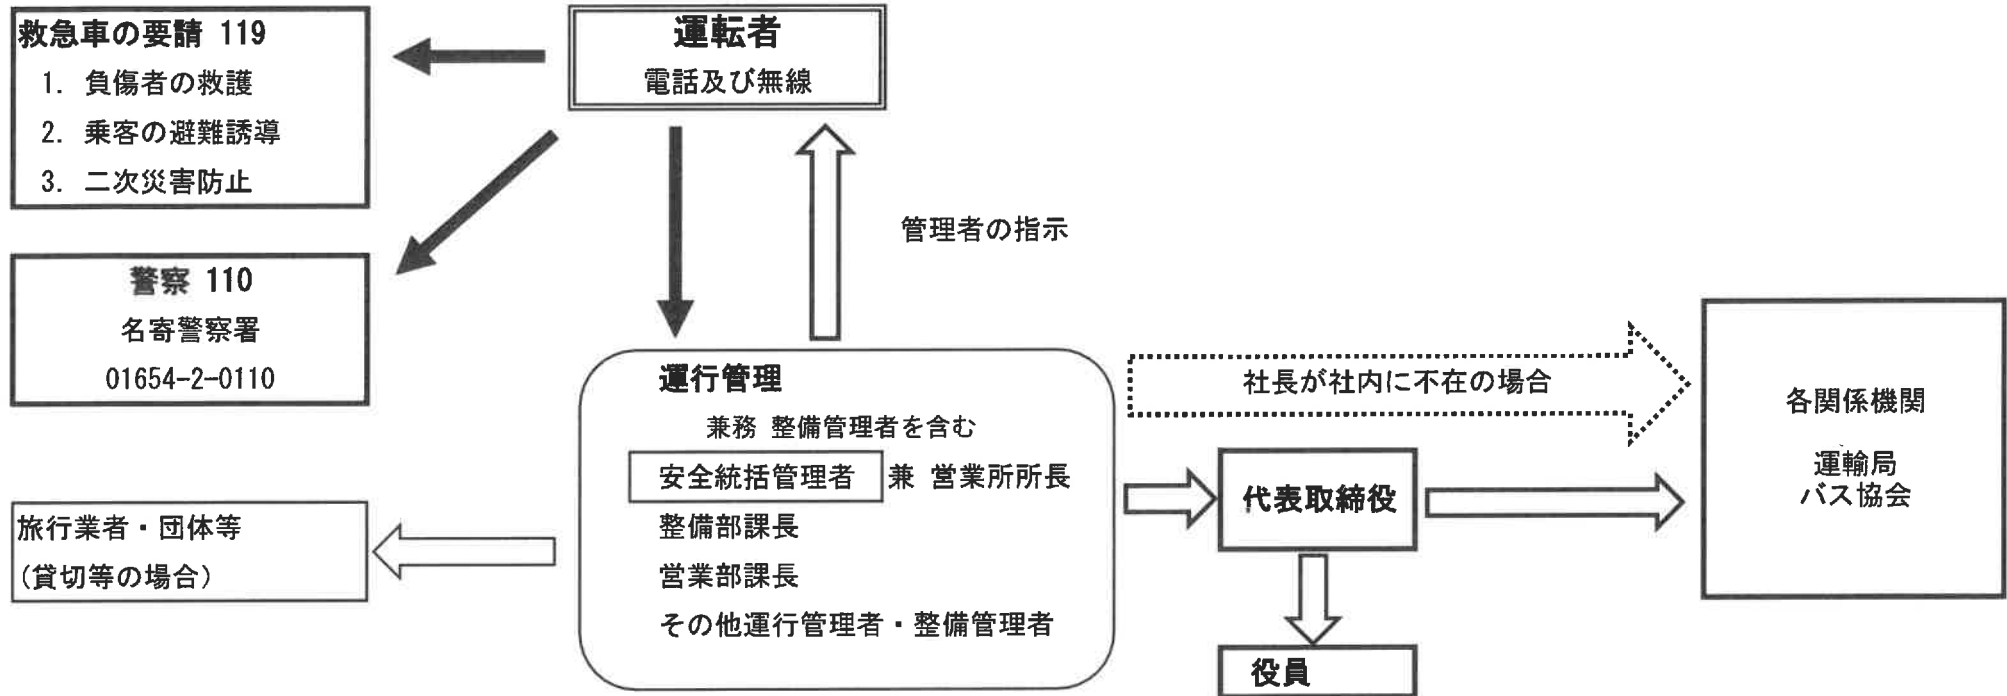 救急車の要請 119
1. 負傷者の救護
2. 乗客の避難誘導
3. 二次災害防止
運転者
電話及び無線
管理者の指示
警察 110
名寄警察署
01654-2-0110
運行管理
兼務 整備管理者を含む
安全統括管理者 兼 営業所所長
整備部課長
営業部課長
その他運行管理者・整備管理者
旅行業者・団体等
(貸切等の場合)
社長が社内に不在の場合
代表取締役
役員
各関係機関
運輸局
バス協会